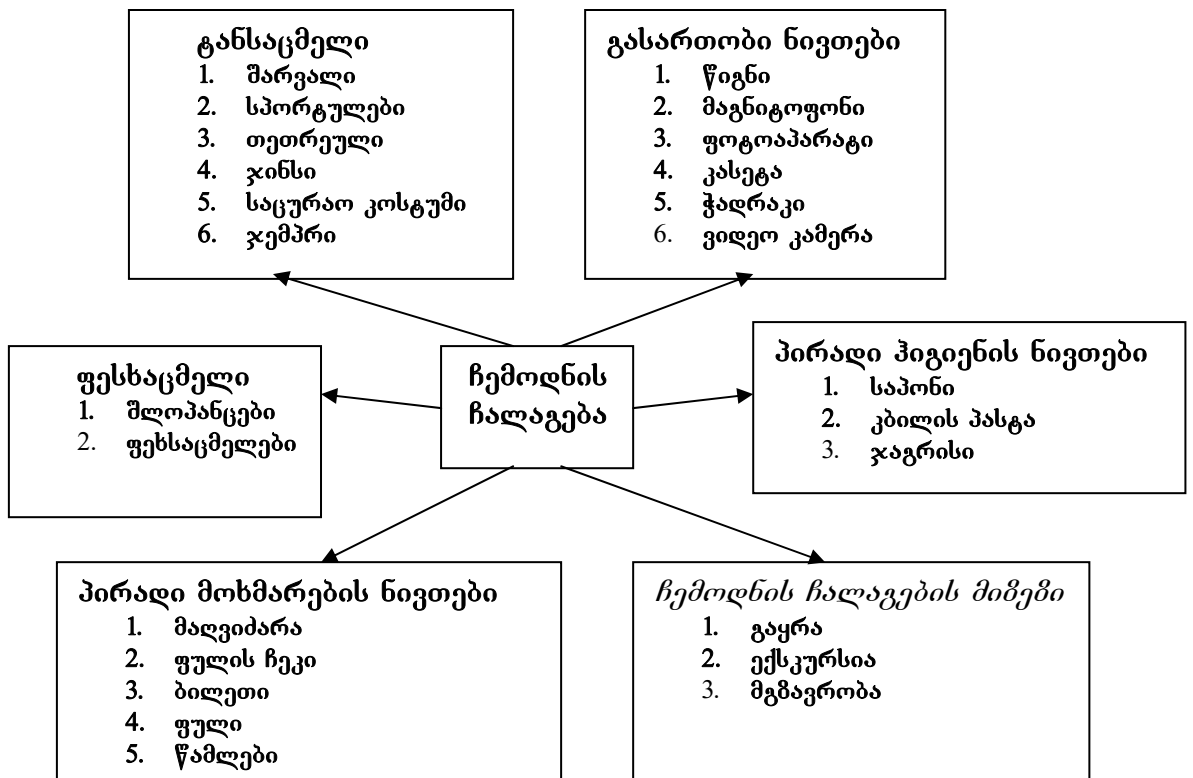 ტანსაცმელი
1. შარვალი
2. სპორტულები
3. თეთრეული
4. ჯინსი
5. საცურაო კოსტუმი
6. ჯემპრი
გასართობი ნივთები
1. წიგნი
2. მაგნიტოფონი
3. ფოტოაპარატი
4. კასეტა
5. ჭადრაკი
6. ვიდეო კამერა
ფესხაცმელი
1. შლოპანცები
2. ფეხსაცმელები
ჩემოდნის
ჩალაგება
პირადი ჰიგიენის ნივთები
1. საპონი
2. კბილის პასტა
3. ჯაგრისი
პირადი მოხმარების ნივთები
1. მაღვიძარა
2. ფულის ჩეკი
3. ბილეთი
4. ფული
5. წამლები
ჩემოდნის ჩალაგების მიზეზი
1. გაყრა
2. ექსკურსია
3. მგზავრობა